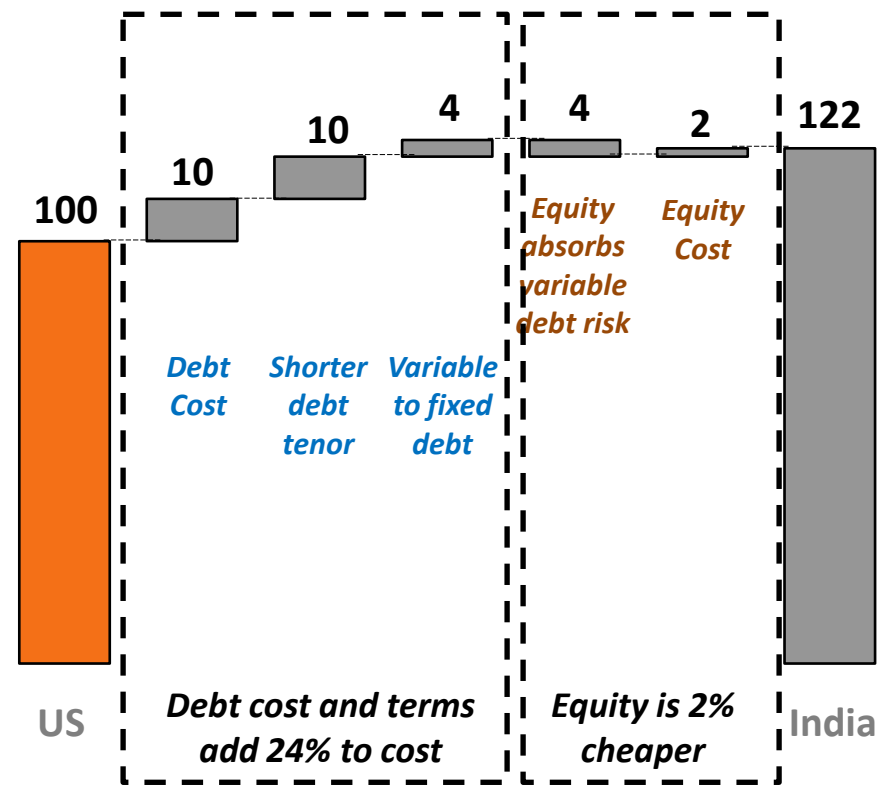 100
10
10
4
4
2
122
Debt
Cost
Shorter
debt
tenor
Variable
to fixed
debt
Equity
absorbs
variable
debt risk
Equity
Cost
US
Debt cost and terms
add 24% to cost
Equity is 2%
cheaper
India